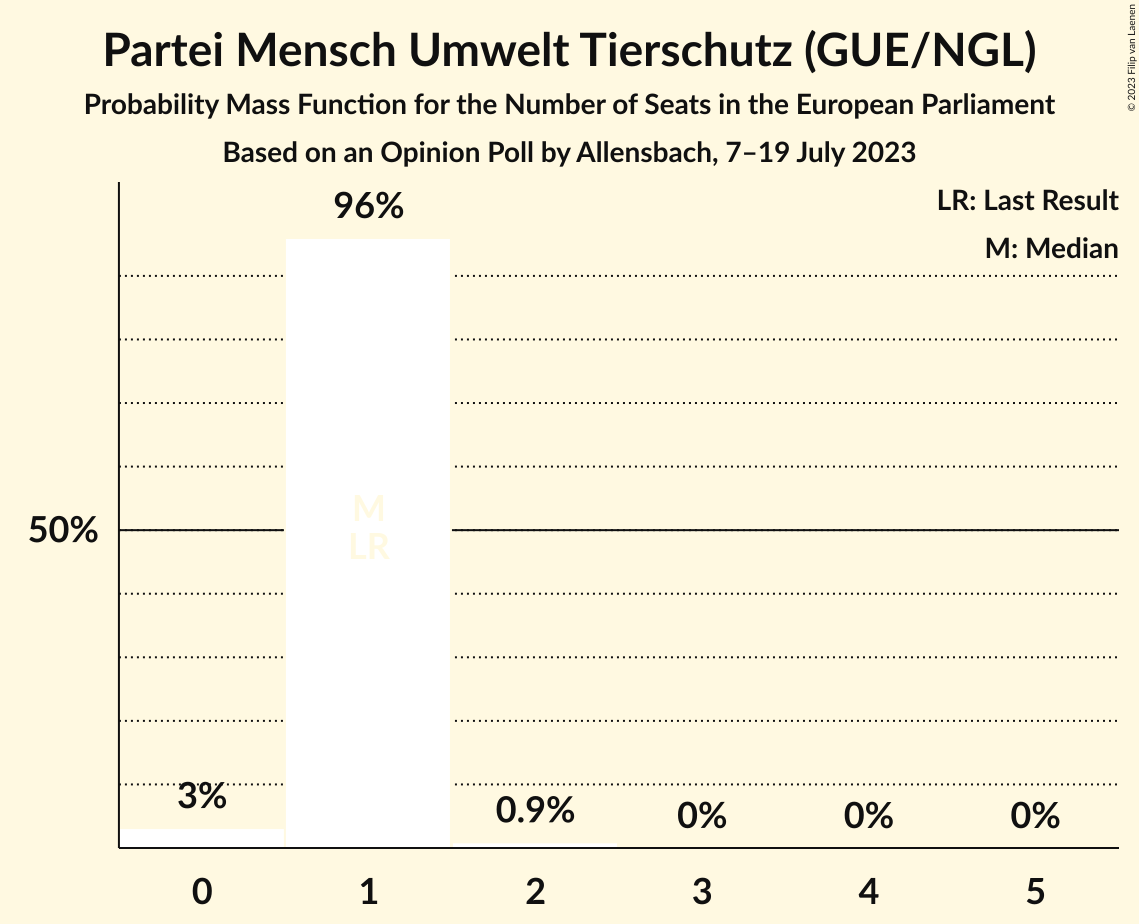 Partei Mensch Umwelt Tierschutz (GUE/NGL)
Probability Mass Function for the Number of Seats in the European Parliament
Based on an Opinion Poll by Allensbach, 7–19 July 2023
© 2023 Filip van Laenen
LR: Last Result
M: Median
96%
M
LR
50%
3%
0.9%
0%
0%
0%
0
1
2
3
4
5